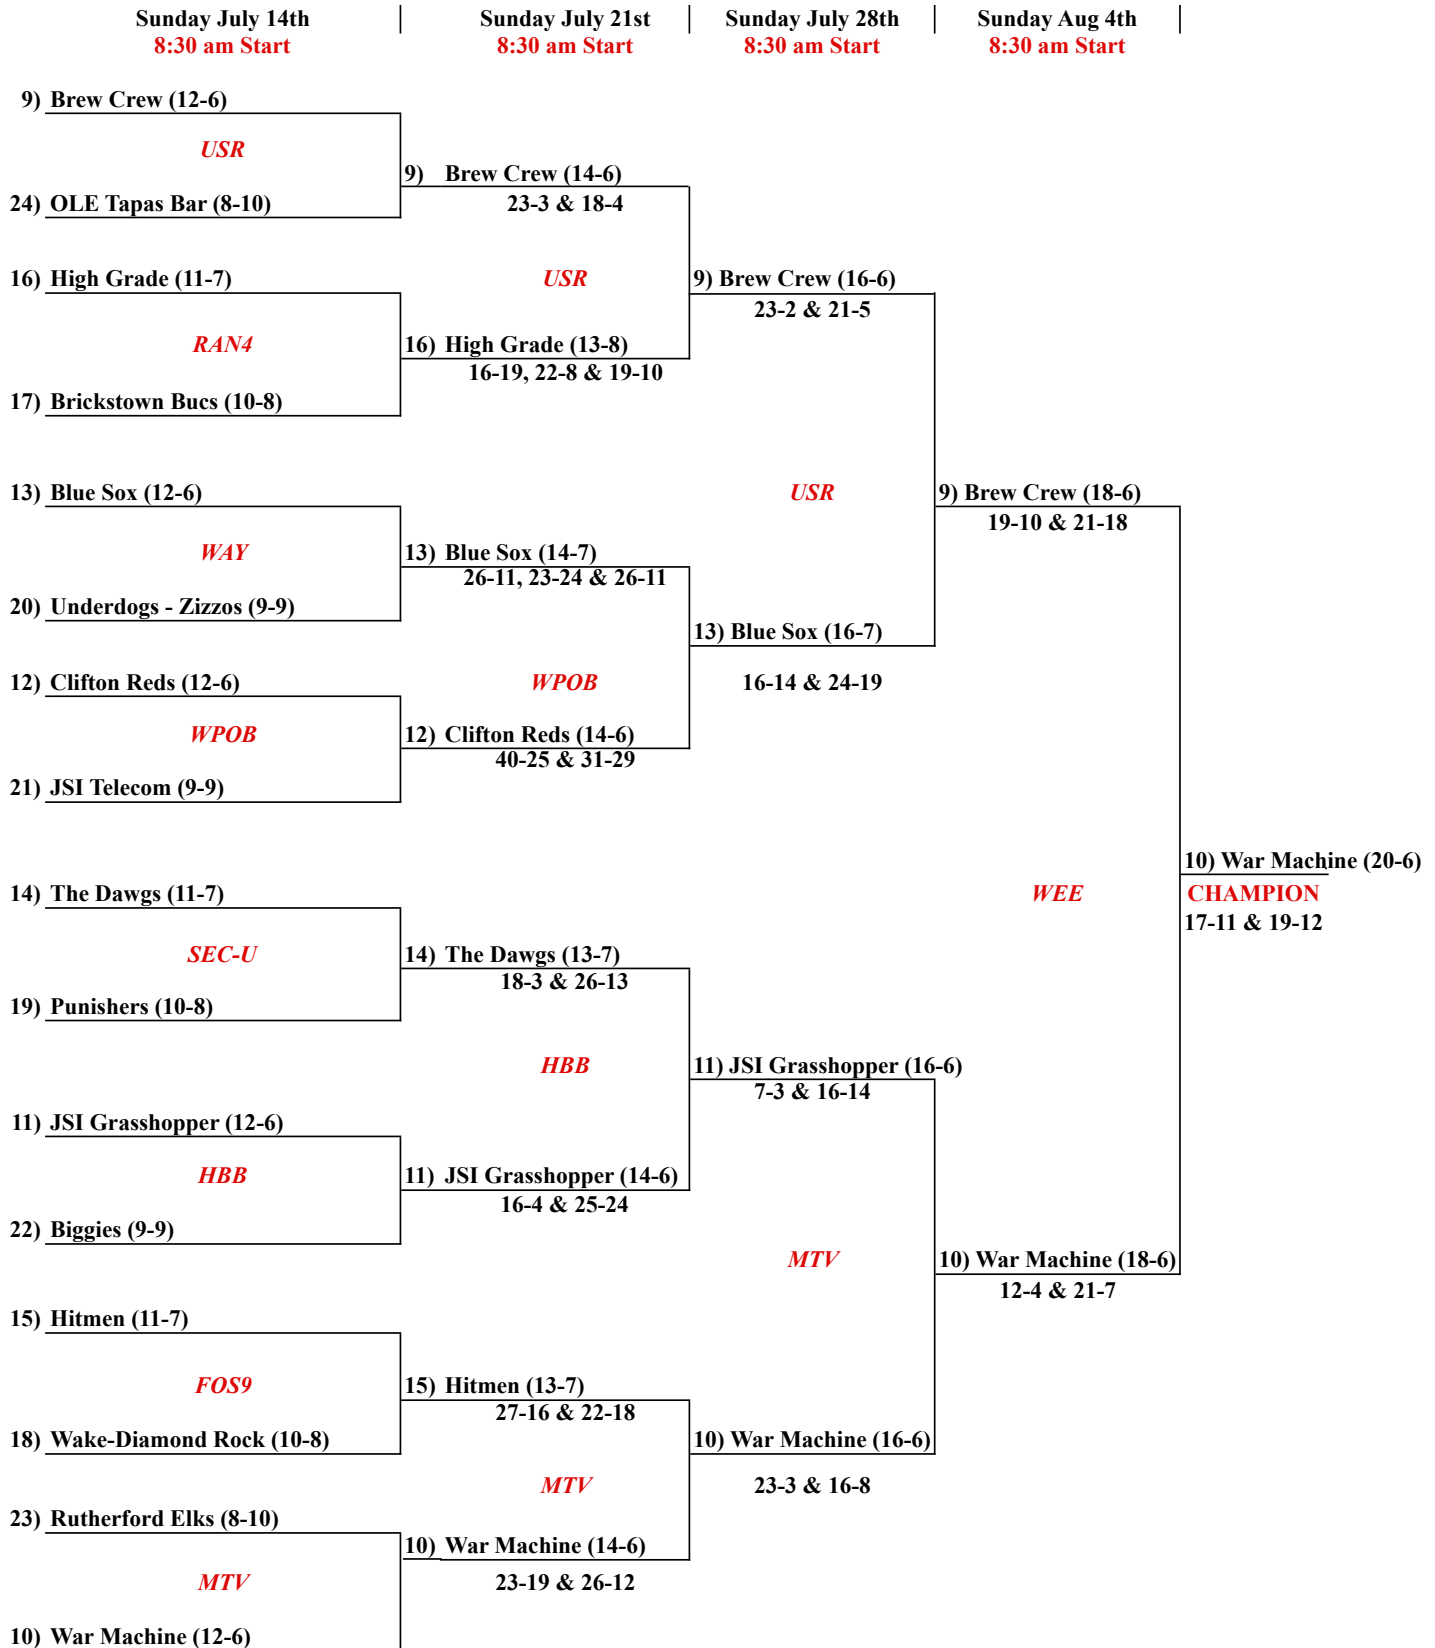 Sunday July 14th
8:30 am Start
Sunday July 21st
8:30 am Start
Sunday July 28th
8:30 am Start
Sunday Aug 4th
8:30 am Start
9) Brew Crew (12-6)
USR
24) OLE Tapas Bar (8-10)
16) High Grade (11-7)
RAN4
17) Brickstown Bucs (10-8)
13) Blue Sox (12-6)
WAY
20) Underdogs - Zizzos (9-9)
12) Clifton Reds (12-6)
WPOB
21) JSI Telecom (9-9)
14) The Dawgs (11-7)
SEC-U
19) Punishers (10-8)
11) JSI Grasshopper (12-6)
HBB
22) Biggies (9-9)
15) Hitmen (11-7)
FOS9
18) Wake-Diamond Rock (10-8)
23) Rutherford Elks (8-10)
MTV
10) War Machine (12-6)
9) Brew Crew (14-6)
23-3 & 18-4
USR
16) High Grade (13-8)
16-19, 22-8 & 19-10
13) Blue Sox (14-7)
26-11, 23-24 & 26-11
WPOB
12) Clifton Reds (14-6)
40-25 & 31-29
14) The Dawgs (13-7)
18-3 & 26-13
HBB
11) JSI Grasshopper (14-6)
16-4 & 25-24
15) Hitmen (13-7)
27-16 & 22-18
MTV
10) War Machine (14-6)
23-19 & 26-12
9) Brew Crew (16-6)
23-2 & 21-5
USR
13) Blue Sox (16-7)
16-14 & 24-19
11) JSI Grasshopper (16-6)
7-3 & 16-14
MTV
10) War Machine (16-6)
23-3 & 16-8
9) Brew Crew (18-6)
19-10 & 21-18
WEE
10) War Machine (18-6)
12-4 & 21-7
10) War Machine (20-6)
CHAMPION
17-11 & 19-12